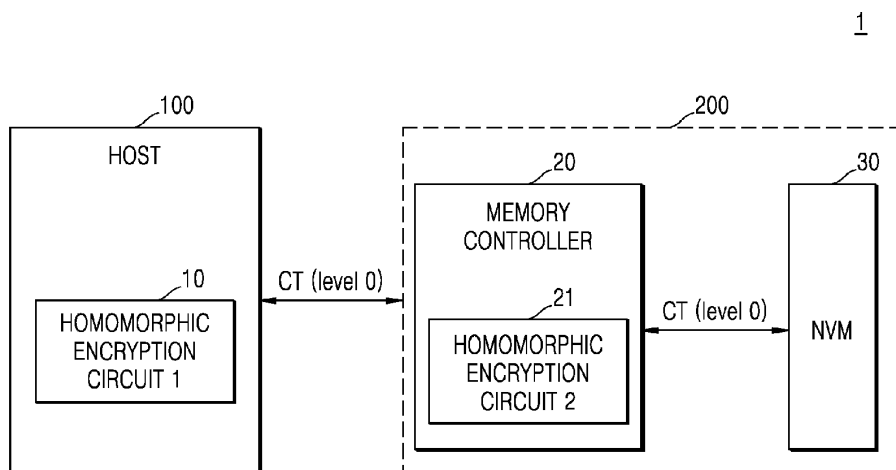 1
100
200
HOST
20
30
MEMORY
CONTROLLER
10
CT (level 0)
21
CT (level 0)
HOMOMORPHIC
ENCRYPTION
CIRCUIT 1
HOMOMORPHIC
ENCRYPTION
CIRCUIT 2
NVM